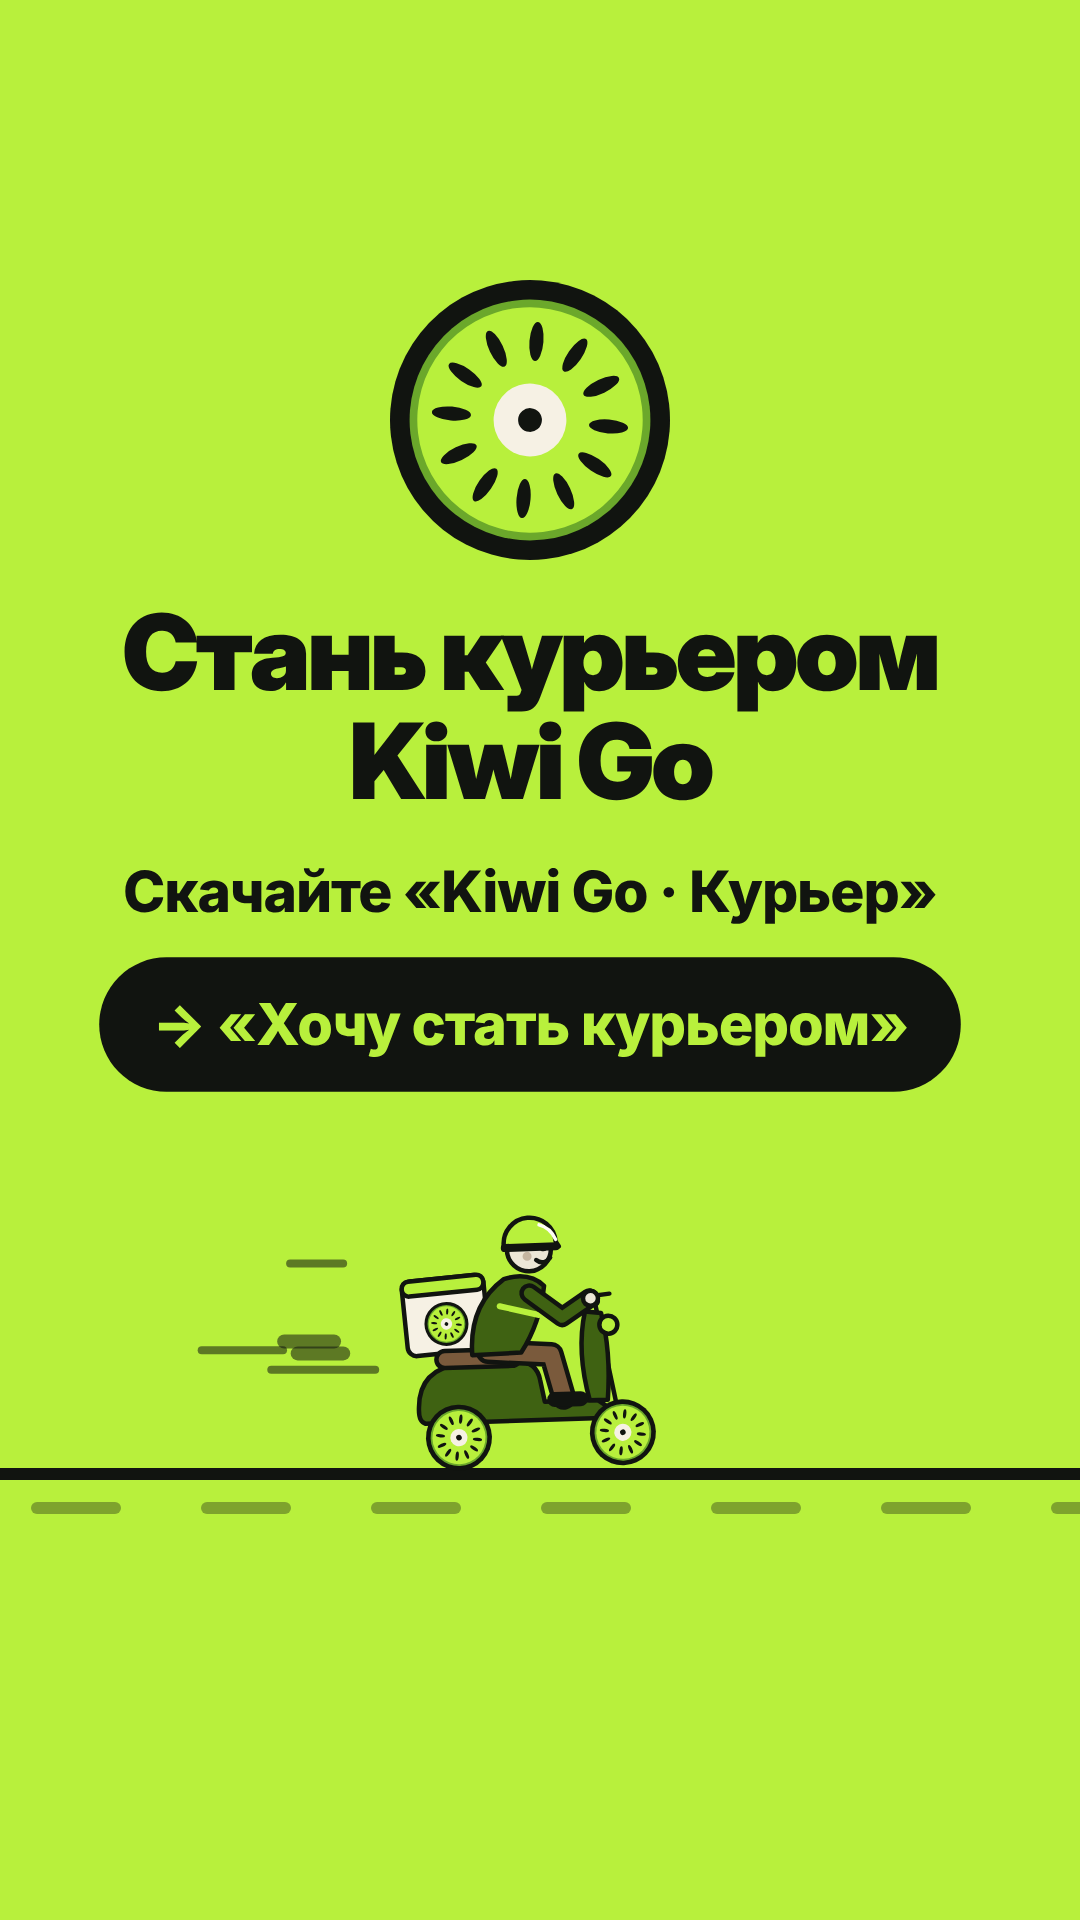 Стань курьером
Kiwi Go
Скачайте «Kiwi Go · Курьер»
→ «Хочу стать курьером»